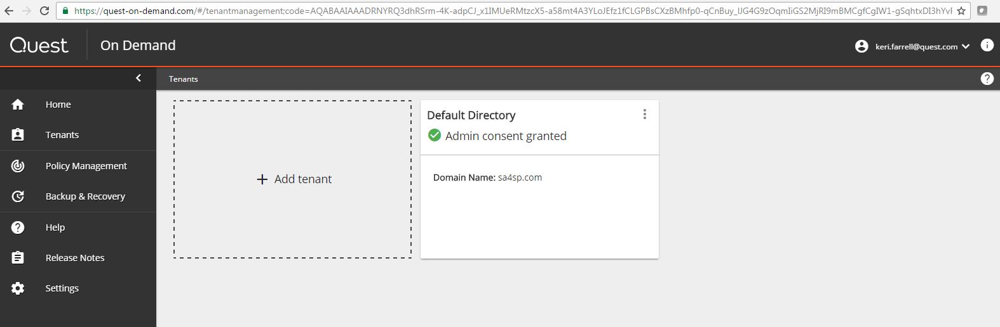 https://quest-on-demand.com/#/tenantmanagement;code=AQABAAIAAADRNYRQ3dhRSrm-4K-adpCJ_x1IMUeRMtzcX5-a58mt4A3YLoJEfz1fCLGPBsCXzBMhfp0-qCnBuy_lJG4G9zOqmIiGS2MjRI9mBMCgfCgIW1-gSqhtxDI3hYvF
Quest
On Demand
keri.farrell@quest.com
Tenants
Home
Tenants
Policy Management
Backup & Recovery
Help
Release Notes
Settings
+ Add tenant
Default Directory
Admin consent granted
Domain Name: sa4sp.com